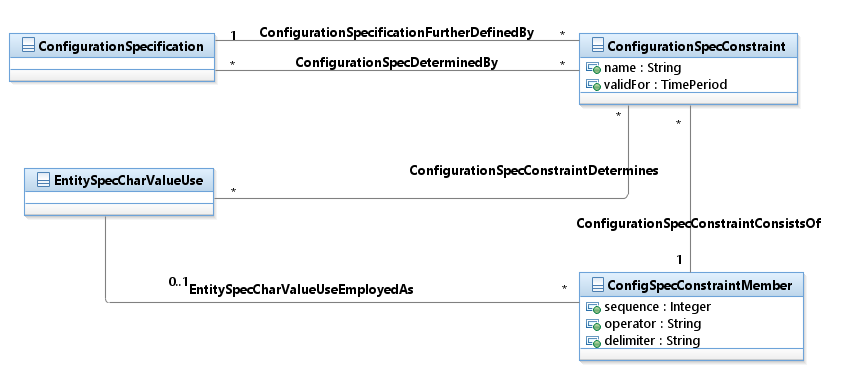 ConfigurationSpecification
1
ConfigurationSpecificationFurtherDefinedBy
*
*
ConfigurationSpecDeterminedBy
*
ConfigurationSpecConstraint
name : String
validFor : TimePeriod
*
*
ConfigurationSpecConstraintDetermines
EntitySpecCharValueUse
*
ConfigurationSpecConstraintConsistsOf
1
0..1
EntitySpecCharValueUseEmployedAs
*
ConfigSpecConstraintMember
sequence : Integer
operator : String
delimiter : String